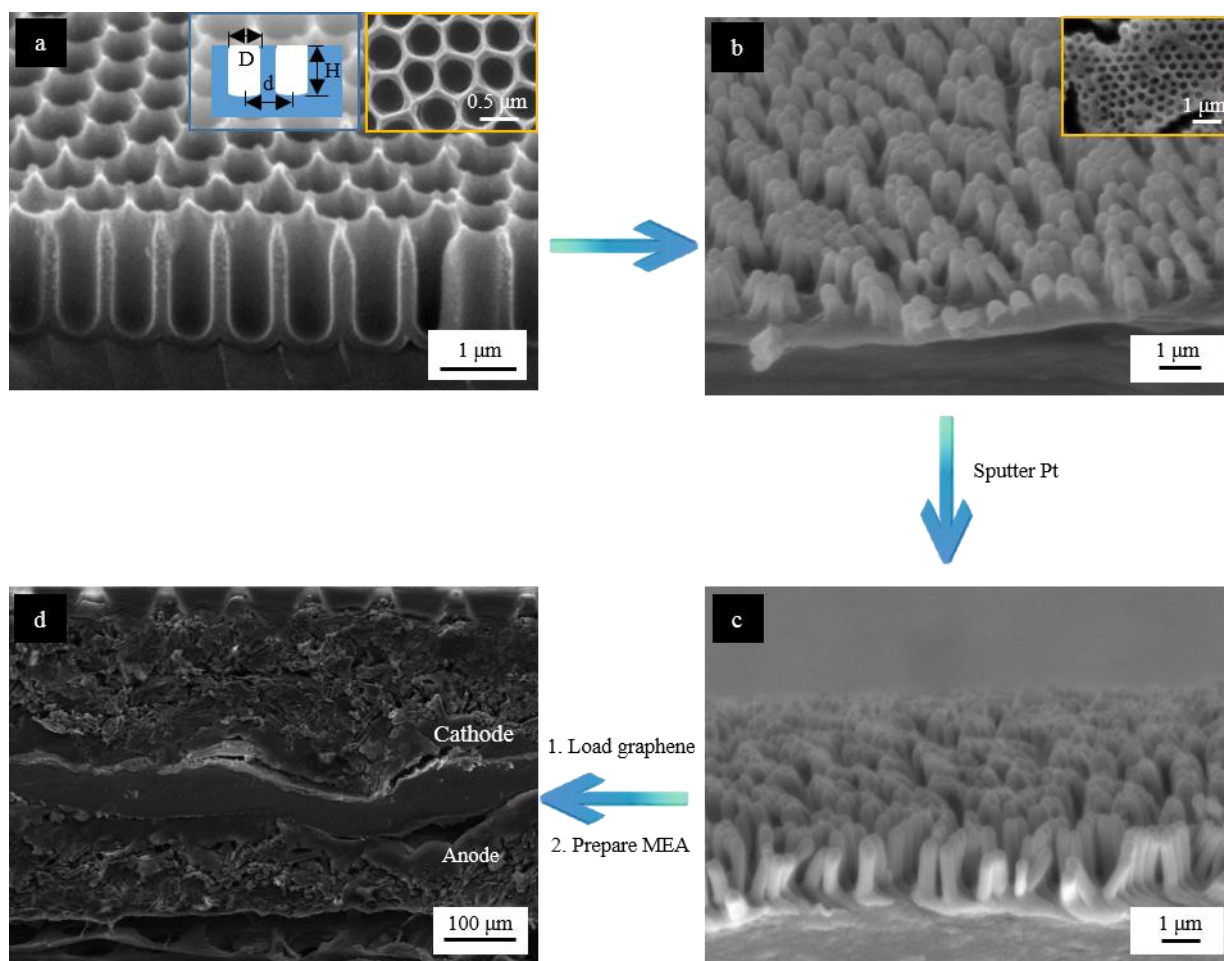 a
D
H
d
0.5 μm
1 μm
b
1 μm
1 μm
Sputter Pt
d
Cathode
Anode
100 μm
1. Load graphene
2. Prepare MEA
c
1 μm